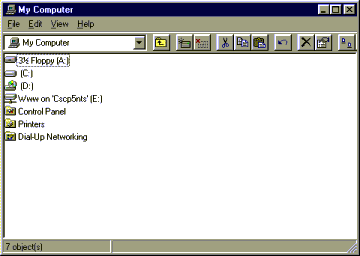 My Computer
File Edit View Help
My Computer
3½ Floppy (A:)
(C:)
(D:)
Www on 'Cscp5nts' (E:)
Control Panel
Printers
Dial-Up Networking
7 object(s)